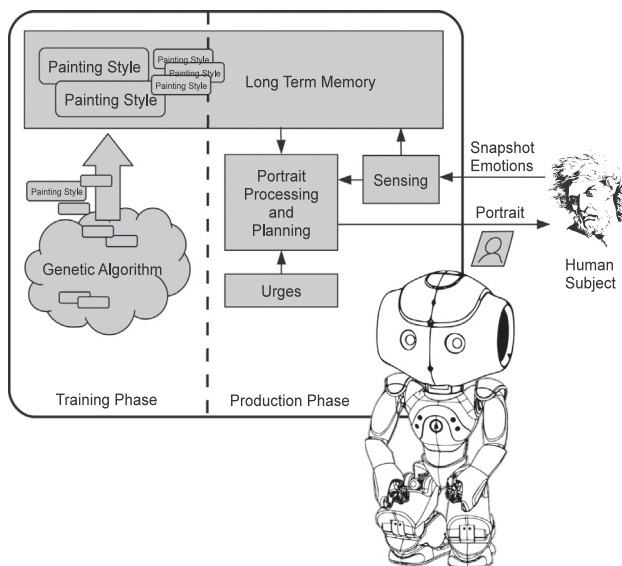 Painting Style
Painting Style
Painting Style
Painting Style
Painting Style
Long Term Memory
Painting Style
Genetic Algorithm
Portrait
Processing
and
Planning
Sensing
Urges
Snapshot
Emotions
Portrait
Human
Subject
Training Phase
Production Phase